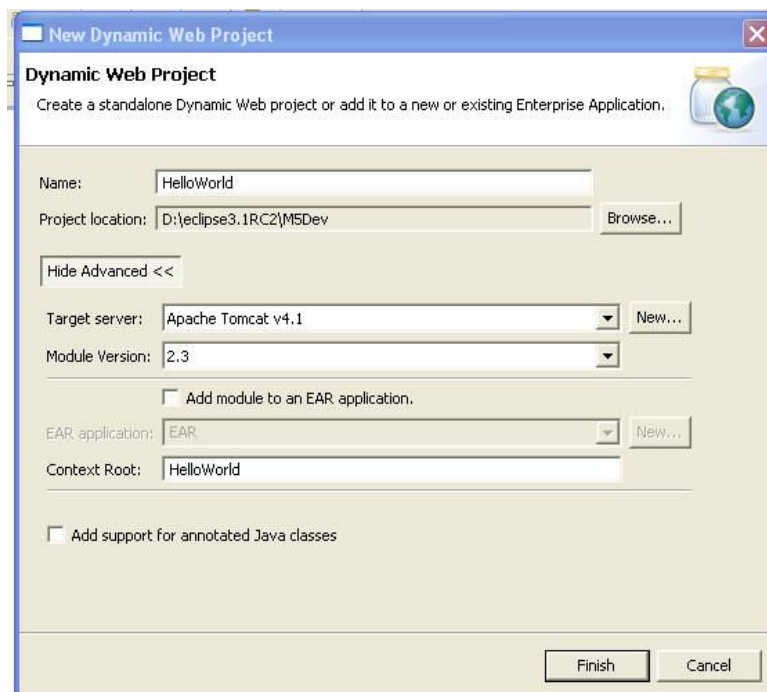 New Dynamic Web Project
Dynamic Web Project
Create a standalone Dynamic Web project or add it to a new or existing Enterprise Application.
Name: HelloWorld
Project location: D:\eclipse3.1RC2\M5Dev Browse...
Hide Advanced <<
Target server: Apache Tomcat v4.1 New...
Module Version: 2.3
Add module to an EAR application.
EAR application: EAR New...
Context Root: HelloWorld
Add support for annotated Java classes
Finish Cancel